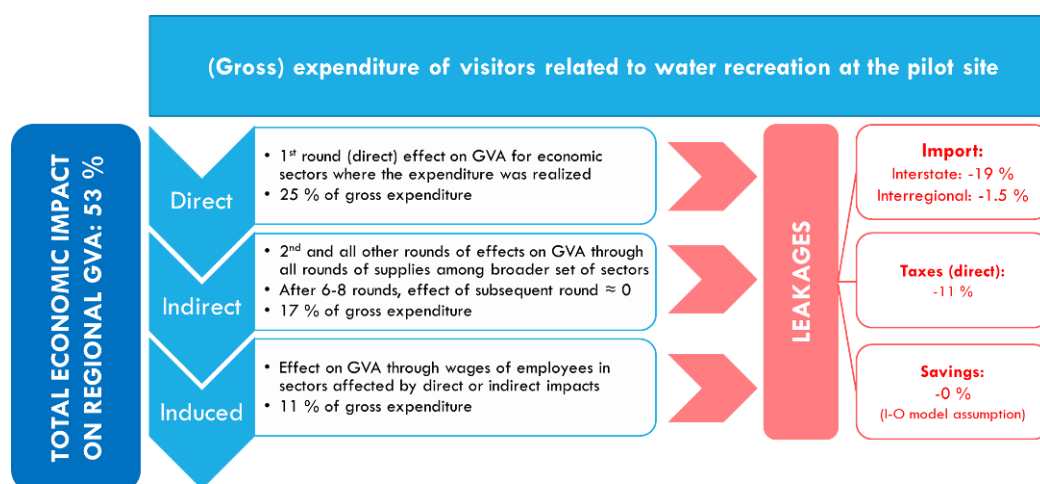 (Gross) expenditure of visitors related to water recreation at the pilot site
TOTAL ECONOMIC IMPACT
ON REGIONAL GVA: 53 %
Direct
• 1st round (direct) effect on GVA for economic
sectors where the expenditure was realized
• 25 % of gross expenditure
Indirect
• 2nd and all other rounds of effects on GVA through
all rounds of supplies among broader set of sectors
• After 6-8 rounds, effect of subsequent round ≈ 0
• 17 % of gross expenditure
Induced
• Effect on GVA through wages of employees in
sectors affected by direct or indirect impacts
• 11 % of gross expenditure
LEAKAGES
Import:
Interstate: -19 %
Interregional: -1.5 %
Taxes (direct):
-11 %
Savings:
-0 %
(I-O model assumption)